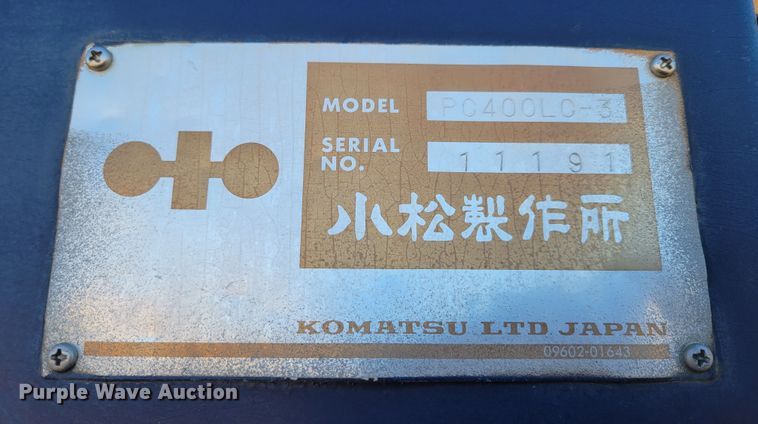 MODEL PC400LC-3
SERIAL
NO. 11191
小松製作所
KOMATSU LTD JAPAN
09602-01643
Purple Wave Auction